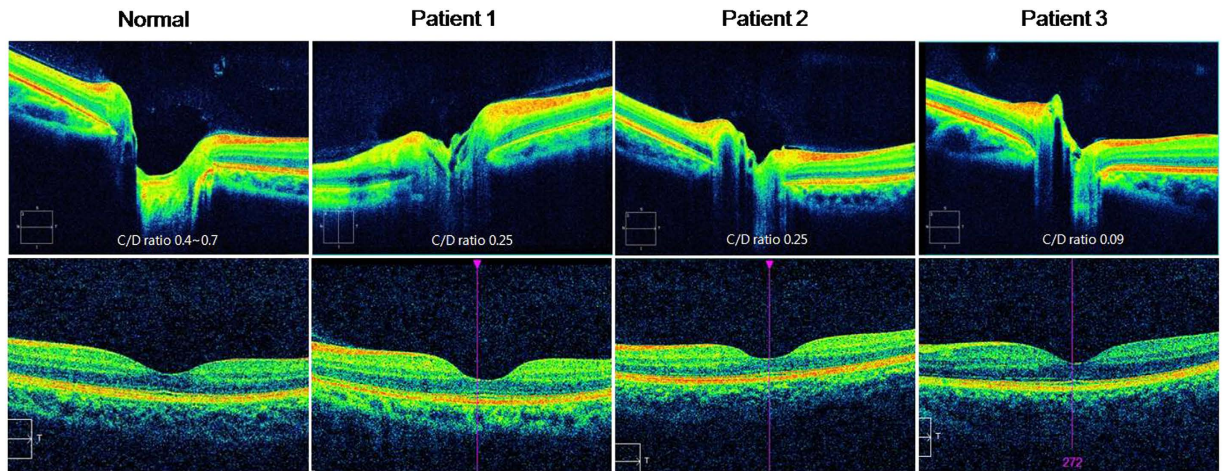 Normal Patient 1 Patient 2 Patient 3
C/D ratio 0.4~0.7 C/D ratio 0.25 C/D ratio 0.25 C/D ratio 0.09
T T T
272